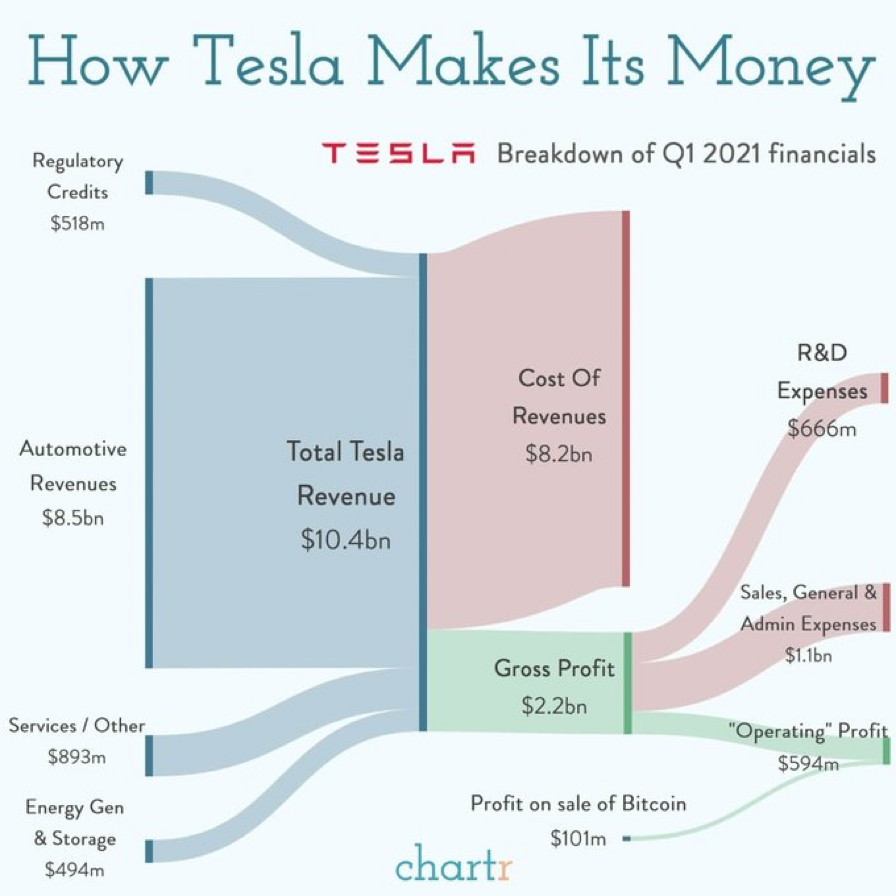 How Tesla Makes Its Money
TESLA Breakdown of Q1 2021 financials
Regulatory
Credits
$518m
Automotive
Revenues
$8.5bn
Services / Other
$893m
Energy Gen
& Storage
$494m
Total Tesla
Revenue
$10.4bn
Cost Of
Revenues
$8.2bn
Gross Profit
$2.2bn
R&D
Expenses
$666m
Sales, General &
Admin Expenses
$1.1bn
"Operating" Profit
$594m
Profit on sale of Bitcoin
$101m
chartr